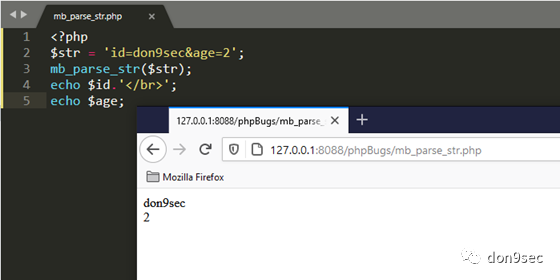 mb_parse_str.php
1 <?php
2 $str = 'id=don9sec&age=2';
3 mb_parse_str($str);
4 echo $id.'</br>';
5 echo $age;
127.0.0.1:8088/phpBugs/mb_parse_
127.0.0.1:8088/phpBugs/mb_parse_str.php
Mozilla Firefox
don9sec
2
don9sec